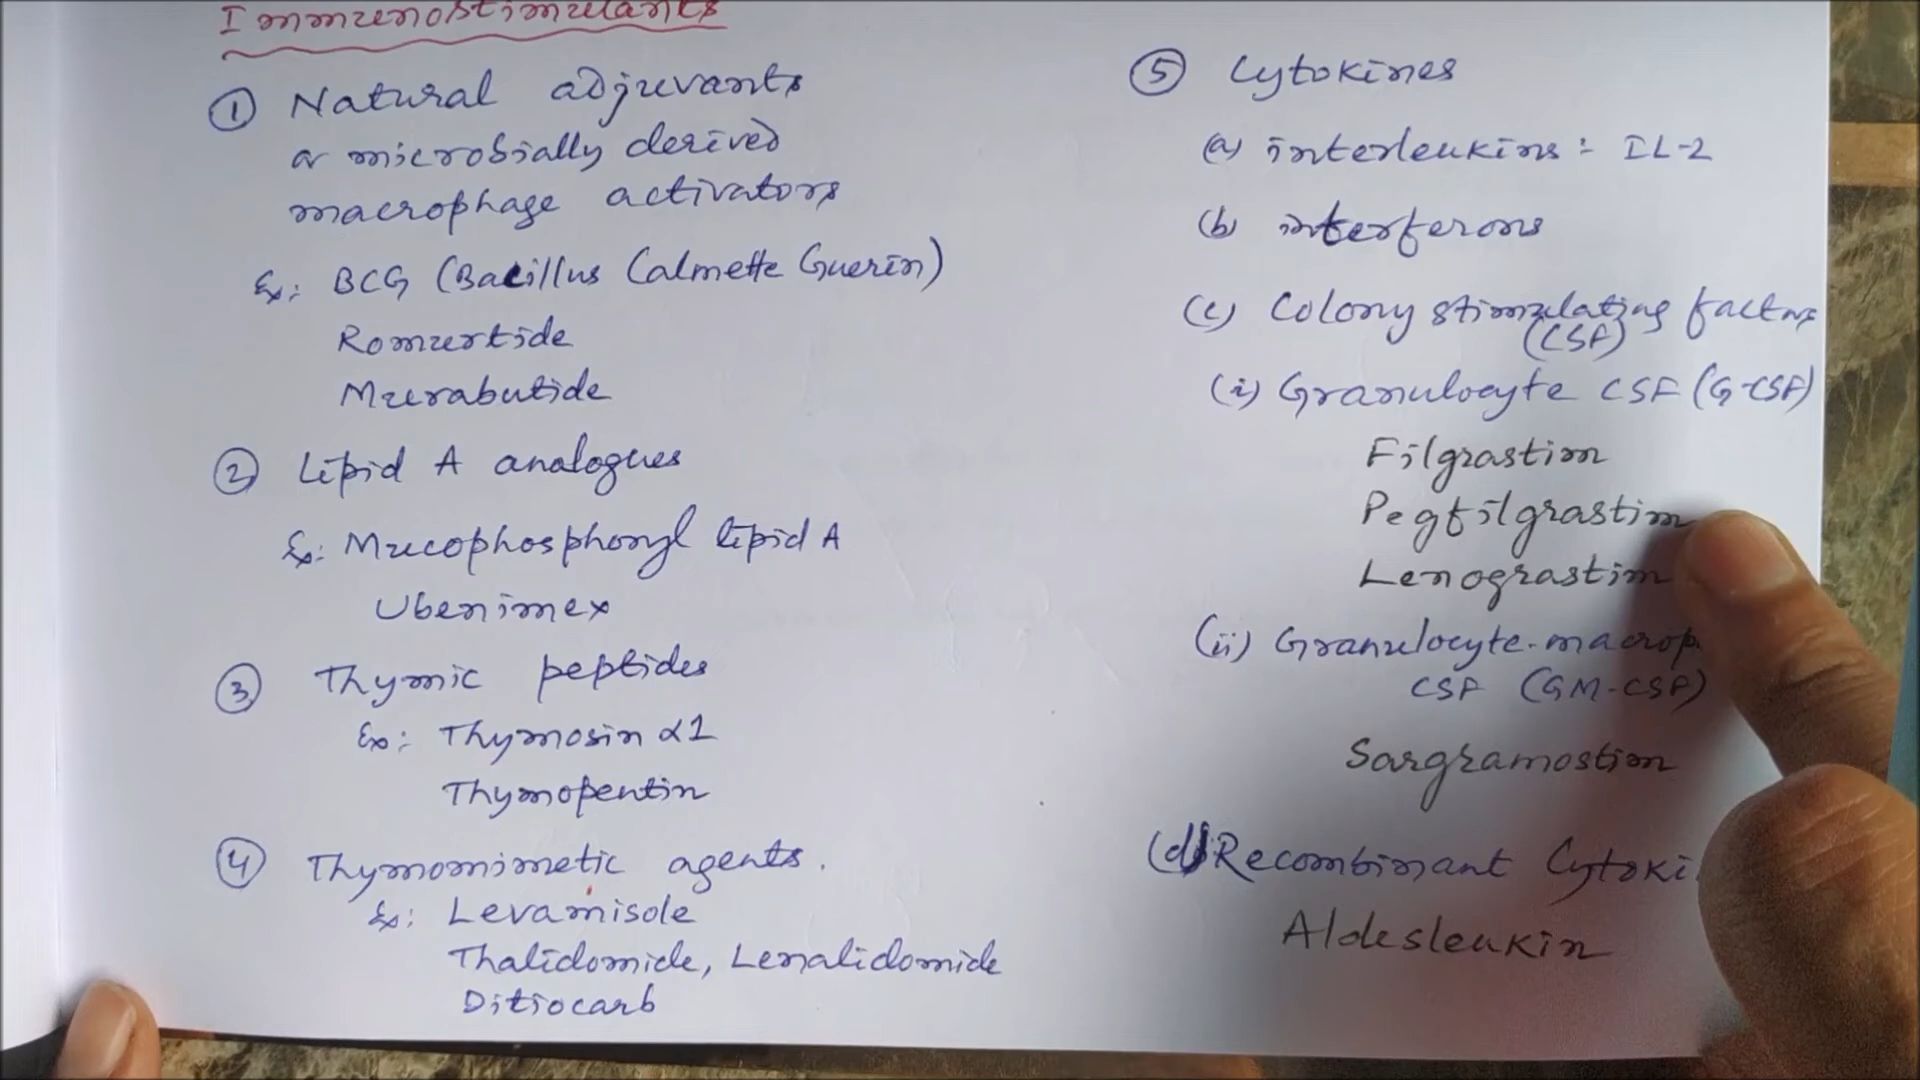 Immunostimulants
① Natural adjuvants
or microbially derived
macrophage activators
Ex: BCG (Bacillus Calmette Guerin)
Romurtide
Murabutide
② Lipid A analogues
Ex: Mucophosphoryl lipid A
Ubenimex
③ Thymic peptides
Ex: Thymosin α1
Thymopentin
④ Thymomimetic agents.
Ex: Levamisole
Thalidomide, Lenalidomide
Ditiocarb
⑤ Cytokines
(a) interleukins: IL-2
(b) interferons
(c) Colony stimulating factors
(CSF)
(i) Granulocyte CSF (G-CSF)
Filgrastim
Pegfilgrastim
Lenograstim
(ii) Granulocyte-macrop
CSF (GM-CSF)
Sargramostim
(d) Recombinant Cytoki
Aldesleukin